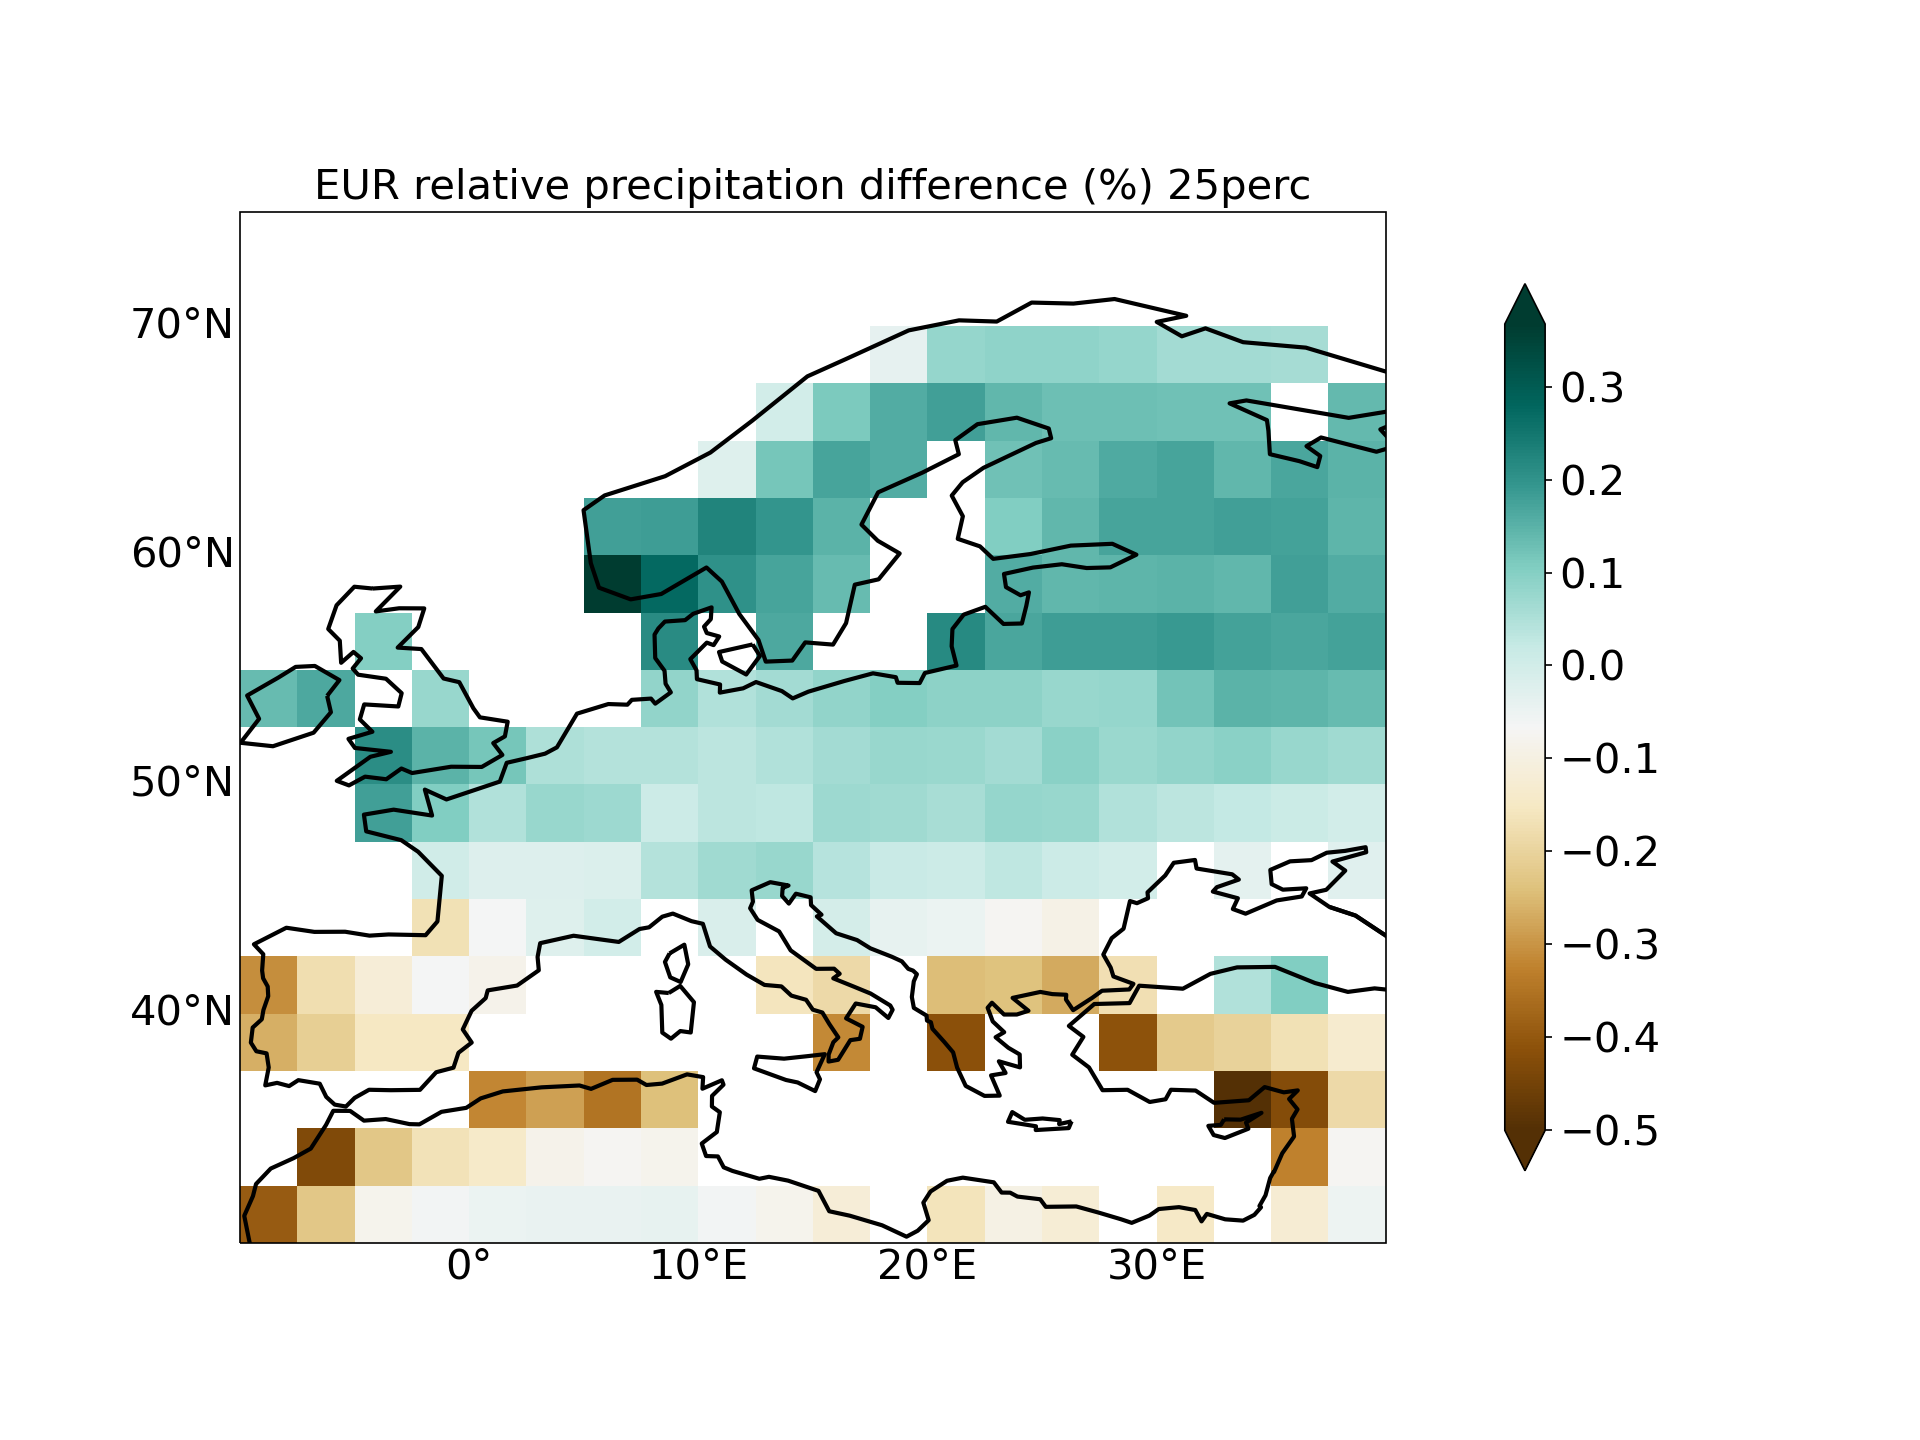 EUR relative precipitation difference (%) 25perc
70°N
60°N
50°N
40°N
0°
10°E
20°E
30°E
0.3
0.2
0.1
0.0
−0.1
−0.2
−0.3
−0.4
−0.5